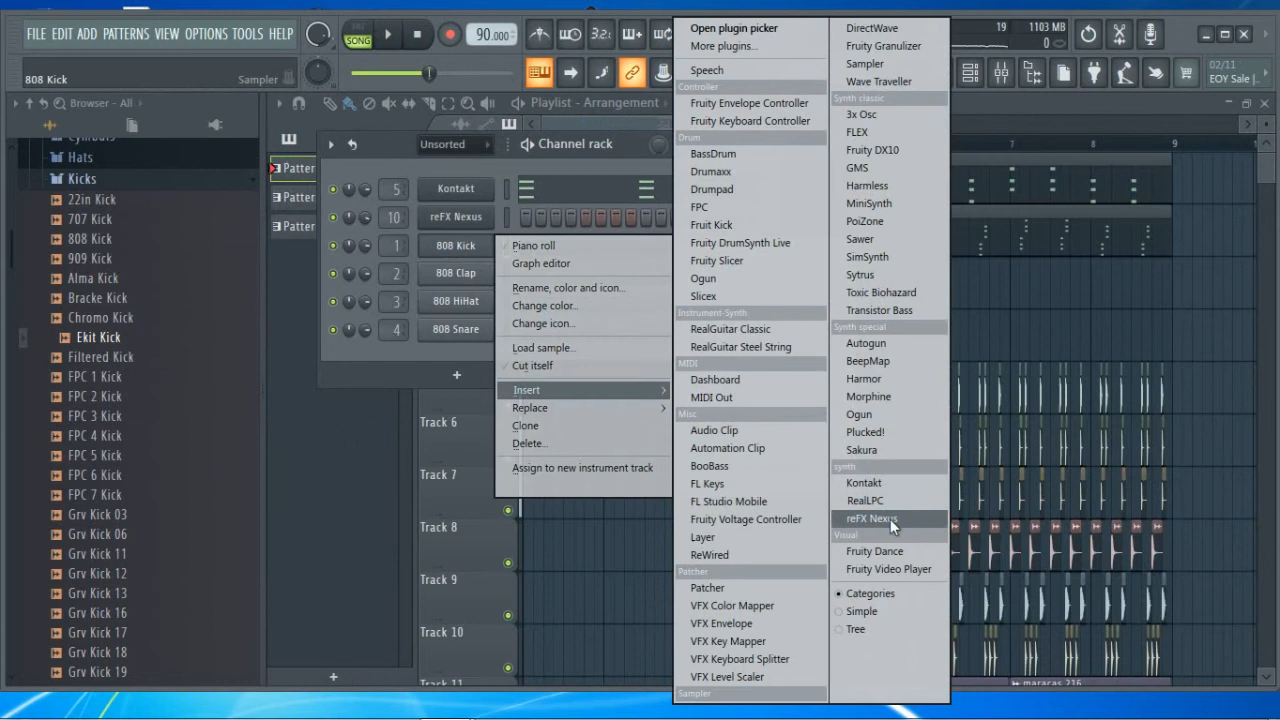 FILE EDIT ADD PATTERNS VIEW OPTIONS TOOLS HELP
SONG
90.000
3.2.
19 1103 MB
0
808 Kick Sampler
02/11
EOY Sale |
Browser - All
Playlist - Arrangement
Hats
Kicks
22in Kick
707 Kick
808 Kick
909 Kick
Alma Kick
Bracke Kick
Chromo Kick
Ekit Kick
Filtered Kick
FPC 1 Kick
FPC 2 Kick
FPC 3 Kick
FPC 4 Kick
FPC 5 Kick
FPC 6 Kick
FPC 7 Kick
Grv Kick 03
Grv Kick 06
Grv Kick 11
Grv Kick 12
Grv Kick 13
Grv Kick 16
Grv Kick 17
Grv Kick 18
Grv Kick 19
Patter
Patter
Patter
Unsorted
Channel rack
5 Kontakt
10 reFX Nexus
1 808 Kick
2 808 Clap
3 808 HiHat
4 808 Snare
+
+
Track 6
Track 7
Track 8
Track 9
Track 10
Track 11
Piano roll
Graph editor
Rename, color and icon...
Change color...
Change icon...
Load sample...
Cut itself
Insert
Replace
Clone
Delete...
Assign to new instrument track
Open plugin picker
More plugins...
Speech
Controller
Fruity Envelope Controller
Fruity Keyboard Controller
Drum
BassDrum
Drumaxx
Drumpad
FPC
Fruit Kick
Fruity DrumSynth Live
Fruity Slicer
Ogun
Slicex
Instrument-Synth
RealGuitar Classic
RealGuitar Steel String
MIDI
Dashboard
MIDI Out
Misc
Audio Clip
Automation Clip
BooBass
FL Keys
FL Studio Mobile
Fruity Voltage Controller
Layer
ReWired
Patcher
Patcher
VFX Color Mapper
VFX Envelope
VFX Key Mapper
VFX Keyboard Splitter
VFX Level Scaler
Sampler
DirectWave
Fruity Granulizer
Sampler
Wave Traveller
Synth classic
3x Osc
FLEX
Fruity DX10
GMS
Harmless
MiniSynth
PoiZone
Sawer
SimSynth
Sytrus
Toxic Biohazard
Transistor Bass
Synth special
Autogun
BeepMap
Harmor
Morphine
Ogun
Plucked!
Sakura
synth
Kontakt
RealLPC
reFX Nexus
Visual
Fruity Dance
Fruity Video Player
Categories
Simple
Tree
7 8 9
maracas 216